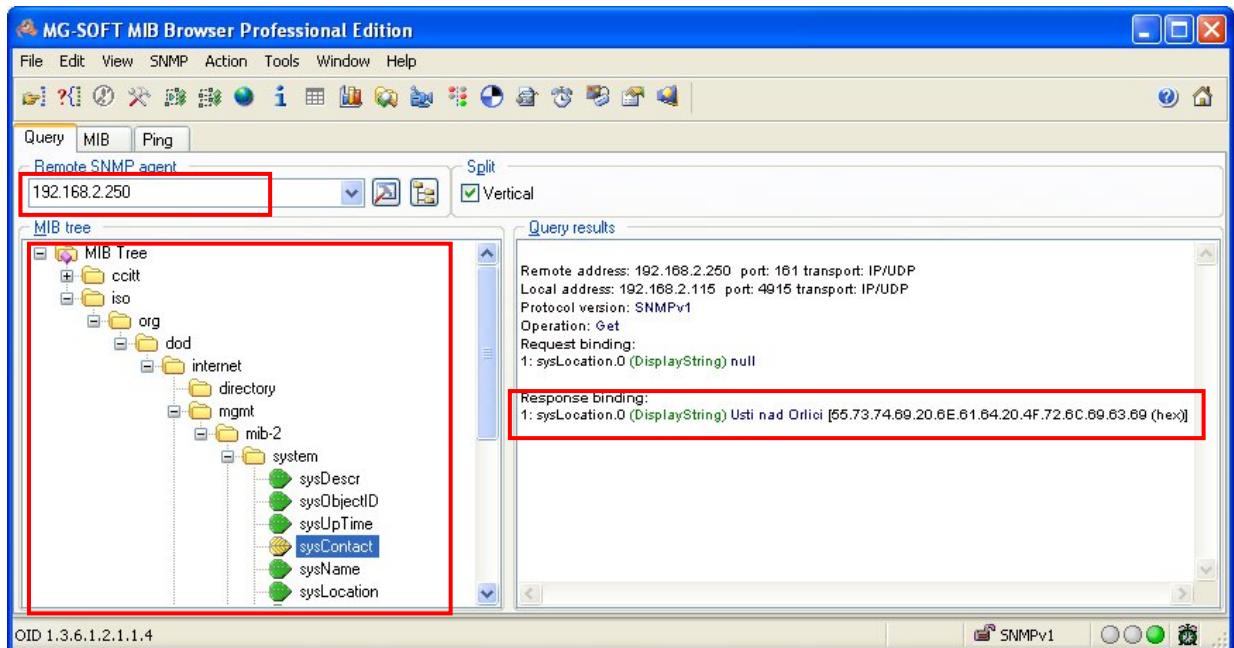 MG-SOFT MIB Browser Professional Edition
File Edit View SNMP Action Tools Window Help
Query MIB Ping
Remote SNMP agent
192.168.2.250
Split
Vertical
MIB tree
MIB Tree
ccitt
iso
org
dod
internet
directory
mgmt
mib-2
system
sysDescr
sysObjectID
sysUpTime
sysContact
sysName
sysLocation
Query results
Remote address: 192.168.2.250 port: 161 transport: IP/UDP
Local address: 192.168.2.115 port: 4915 transport: IP/UDP
Protocol version: SNMPv1
Operation: Get
Request binding:
1: sysLocation.0 (DisplayString) null
Response binding:
1: sysLocation.0 (DisplayString) Usti nad Orlici [55.73.74.69.20.6E.61.64.20.4F.72.6C.69.63.69 (hex)]
OID 1.3.6.1.2.1.1.4
SNMPv1